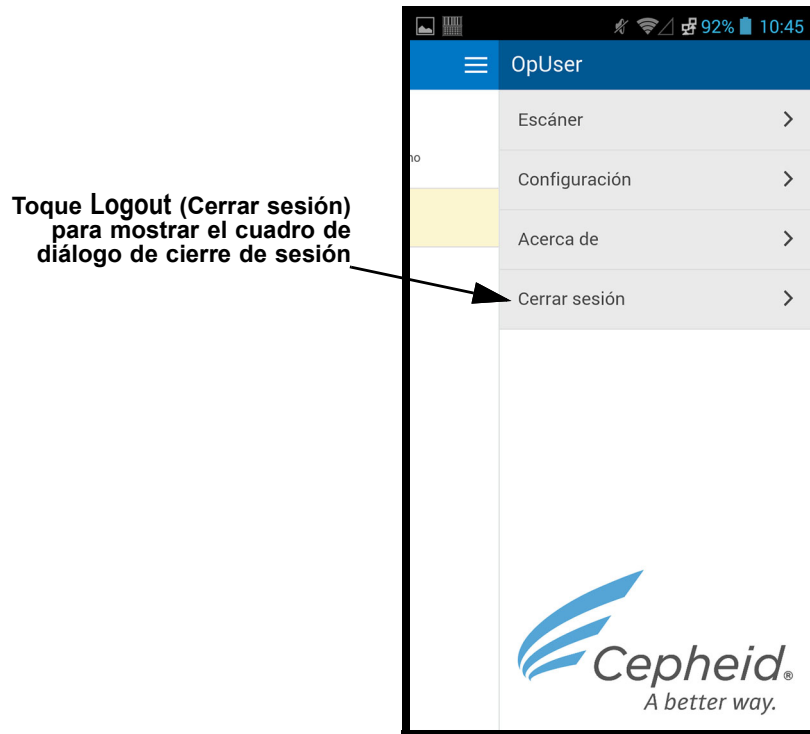 92% 10:45
OpUser
Escáner
no
Configuración
Toque Logout (Cerrar sesión)
para mostrar el cuadro de
diálogo de cierre de sesión
Acerca de
Cerrar sesión
Cepheid®
A better way.